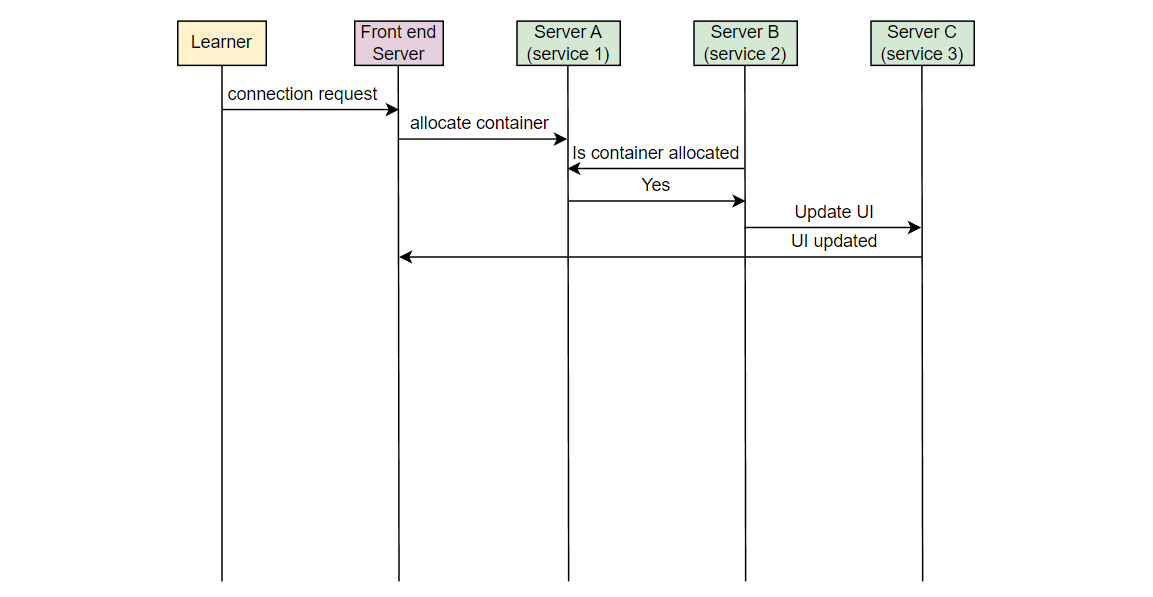 Learner
Front end
Server
Server A
(service 1)
Server B
(service 2)
Server C
(service 3)
connection request
allocate container
Is container allocated
Yes
Update UI
UI updated